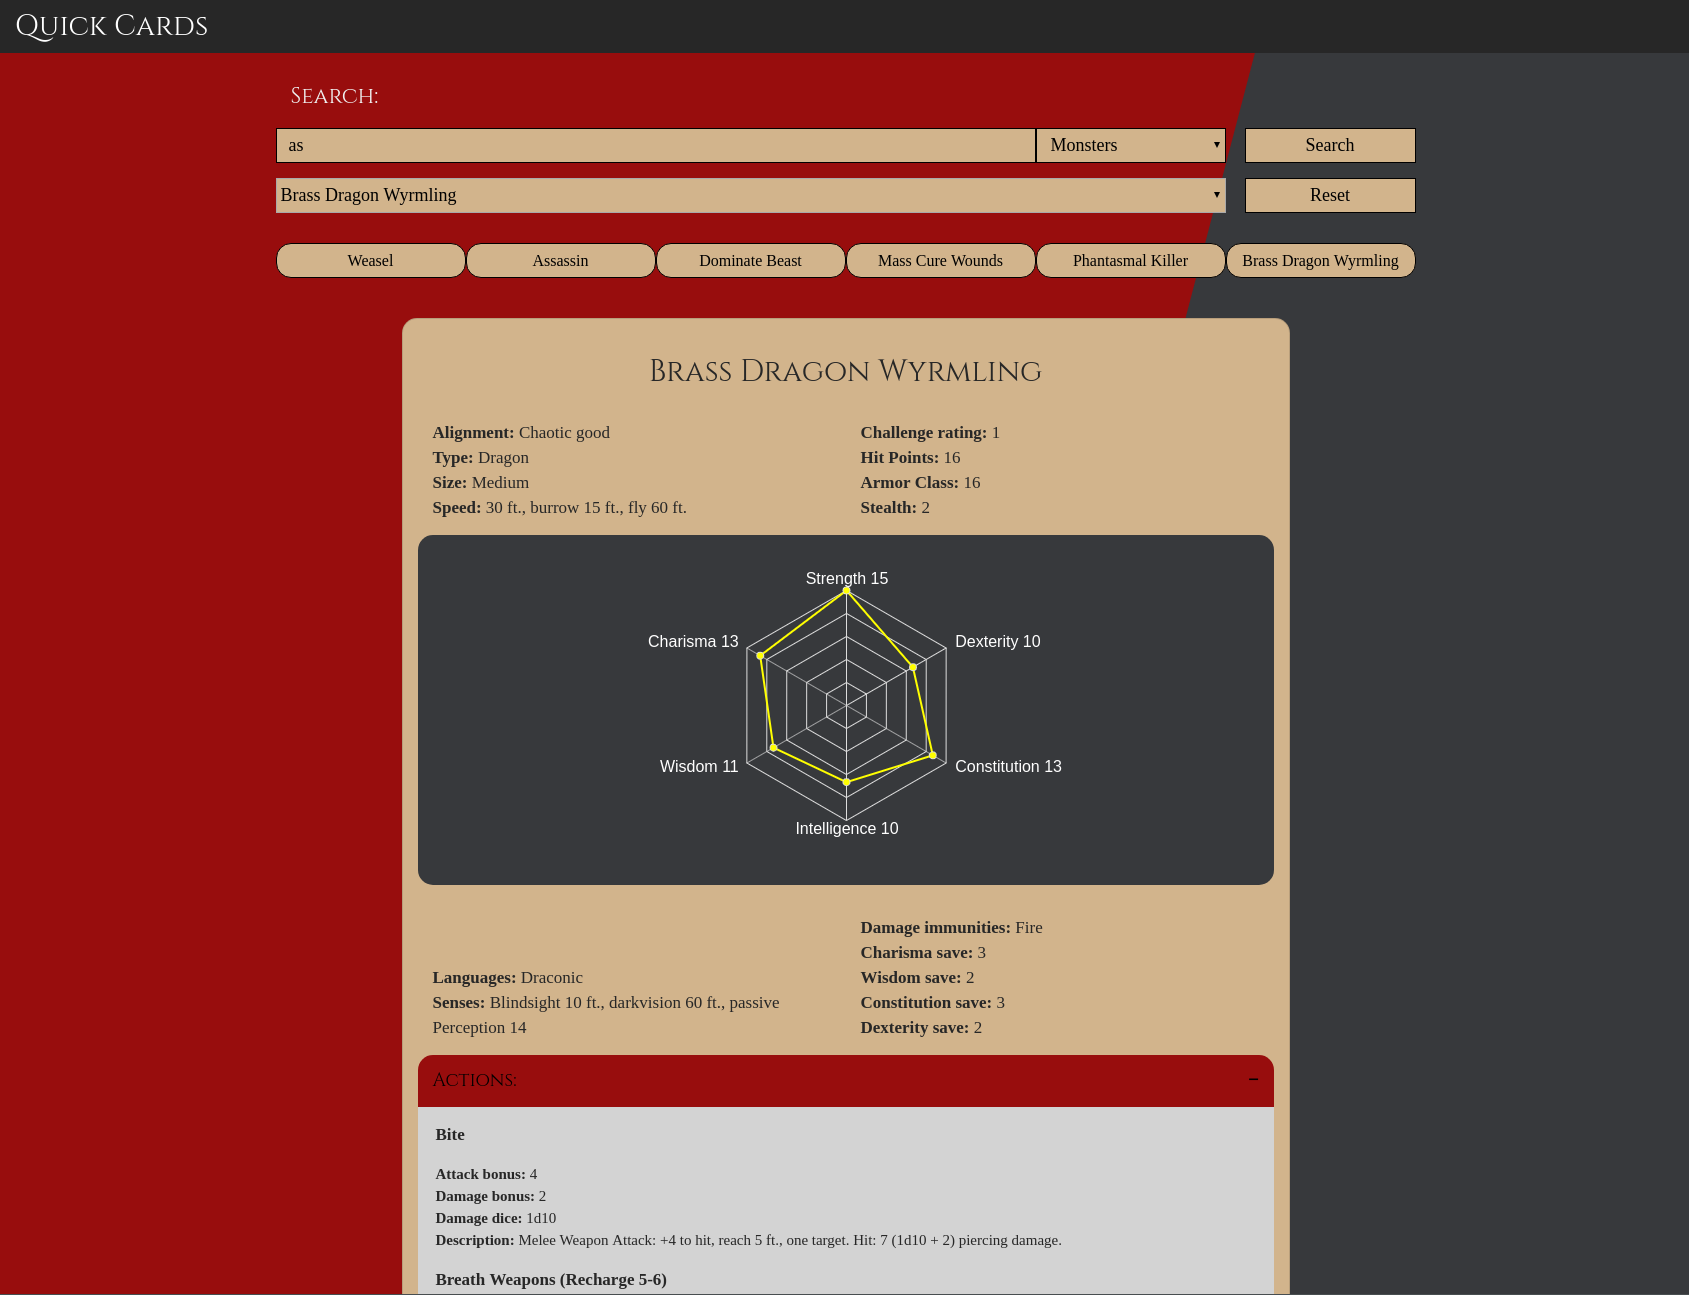 Quick Cards
Search:
as
Monsters
Search
Brass Dragon Wyrmling
Reset
Weasel
Assassin
Dominate Beast
Mass Cure Wounds
Phantasmal Killer
Brass Dragon Wyrmling
Brass Dragon Wyrmling
Alignment: Chaotic good
Type: Dragon
Size: Medium
Speed: 30 ft., burrow 15 ft., fly 60 ft.
Challenge rating: 1
Hit Points: 16
Armor Class: 16
Stealth: 2
Strength 15
Charisma 13
Dexterity 10
Wisdom 11
Constitution 13
Intelligence 10
Languages: Draconic
Senses: Blindsight 10 ft., darkvision 60 ft., passive
Perception 14
Damage immunities: Fire
Charisma save: 3
Wisdom save: 2
Constitution save: 3
Dexterity save: 2
Actions:
−
Bite
Attack bonus: 4
Damage bonus: 2
Damage dice: 1d10
Description: Melee Weapon Attack: +4 to hit, reach 5 ft., one target. Hit: 7 (1d10 + 2) piercing damage.
Breath Weapons (Recharge 5-6)